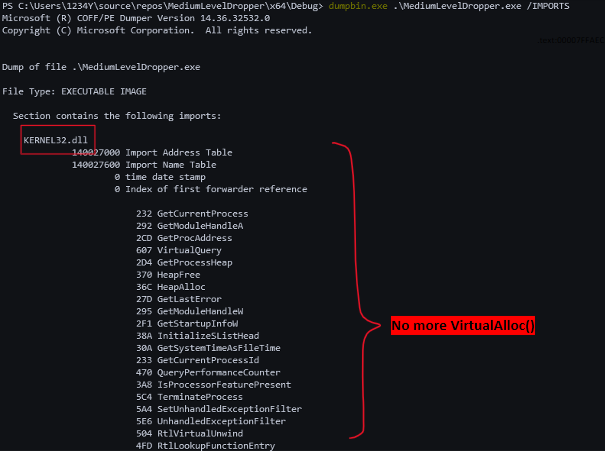 PS C:\Users\1234Y\source\repos\MediumLevelDropper\x64\Debug> dumpbin.exe .\MediumLevelDropper.exe /IMPORTS
Microsoft (R) COFF/PE Dumper Version 14.36.32532.0
Copyright (C) Microsoft Corporation.  All rights reserved.
Dump of file .\MediumLevelDropper.exe
File Type: EXECUTABLE IMAGE
Section contains the following imports:
KERNEL32.dll
140027000 Import Address Table
140027600 Import Name Table
0 time date stamp
0 Index of first forwarder reference
232 GetCurrentProcess
292 GetModuleHandleA
2CD GetProcAddress
607 VirtualQuery
2D4 GetProcessHeap
370 HeapFree
36C HeapAlloc
27D GetLastError
295 GetModuleHandleW
2F1 GetStartupInfoW
38A InitializeSListHead
30A GetSystemTimeAsFileTime
233 GetCurrentProcessId
470 QueryPerformanceCounter
3A8 IsProcessorFeaturePresent
5C4 TerminateProcess
5A4 SetUnhandledExceptionFilter
5E6 UnhandledExceptionFilter
504 RtlVirtualUnwind
4FD RtlLookupFunctionEntry
No more VirtualAlloc()